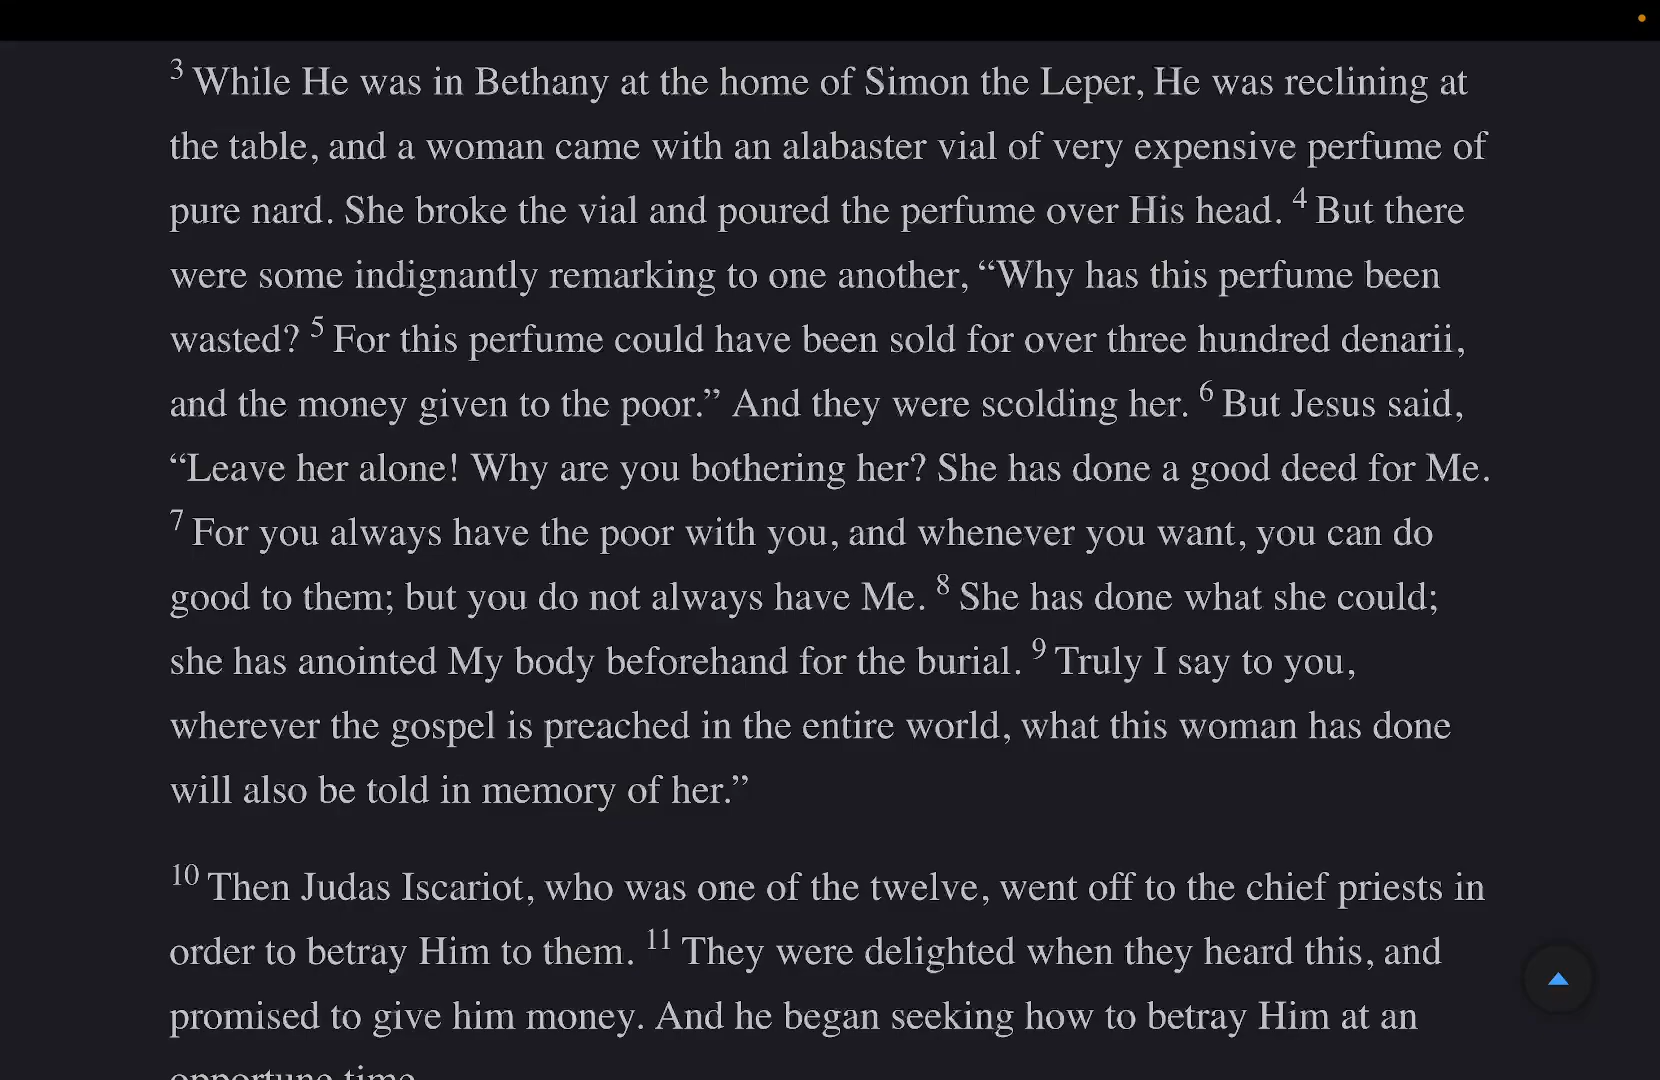 3 While He was in Bethany at the home of Simon the Leper, He was reclining at
the table, and a woman came with an alabaster vial of very expensive perfume of
pure nard. She broke the vial and poured the perfume over His head. 4 But there
were some indignantly remarking to one another, “Why has this perfume been
wasted? 5 For this perfume could have been sold for over three hundred denarii,
and the money given to the poor.” And they were scolding her. 6 But Jesus said,
“Leave her alone! Why are you bothering her? She has done a good deed for Me.
7 For you always have the poor with you, and whenever you want, you can do
good to them; but you do not always have Me. 8 She has done what she could;
she has anointed My body beforehand for the burial. 9 Truly I say to you,
wherever the gospel is preached in the entire world, what this woman has done
will also be told in memory of her.”
10 Then Judas Iscariot, who was one of the twelve, went off to the chief priests in
order to betray Him to them. 11 They were delighted when they heard this, and
promised to give him money. And he began seeking how to betray Him at an
opportune time.